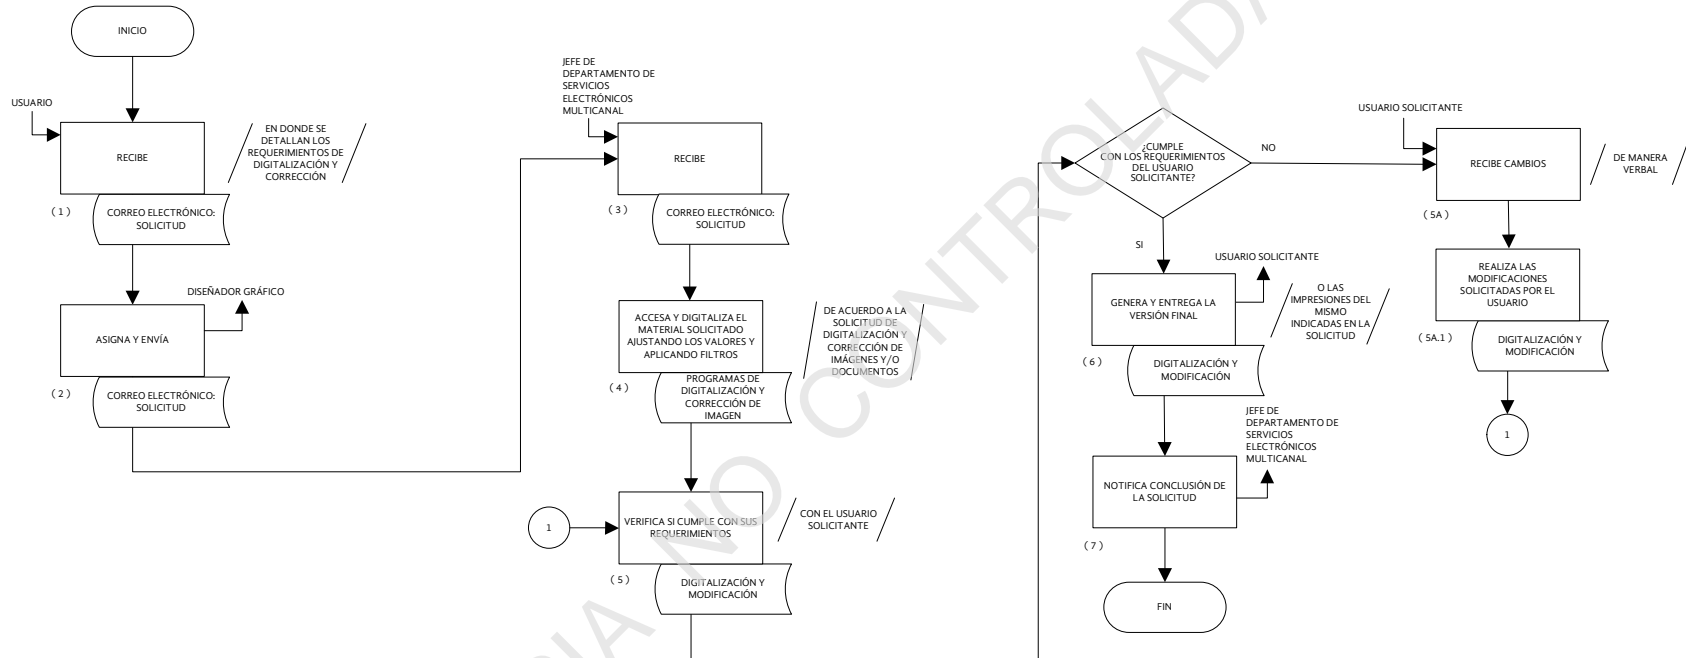 INICIO
USUARIO
RECIBE
EN DONDE SE
DETALLAN LOS
REQUERIMIENTOS DE
DIGITALIZACIÓN Y
CORRECCIÓN
( 1 )
CORREO ELECTRÓNICO:
SOLICITUD
DISEÑADOR GRÁFICO
ASIGNA Y ENVÍA
( 2 )
CORREO ELECTRÓNICO:
SOLICITUD
JEFE DE
DEPARTAMENTO DE
SERVICIOS
ELECTRÓNICOS
MULTICANAL
RECIBE
( 3 )
CORREO ELECTRÓNICO:
SOLICITUD
ACCESA Y DIGITALIZA EL
MATERIAL SOLICITADO
AJUSTANDO LOS VALORES Y
APLICANDO FILTROS
DE ACUERDO A LA
SOLICITUD DE
DIGITALIZACIÓN Y
CORRECCIÓN DE
IMÁGENES Y/O
DOCUMENTOS
( 4 )
PROGRAMAS DE
DIGITALIZACIÓN Y
CORRECCIÓN DE
IMAGEN
1
VERIFICA SI CUMPLE CON SUS
REQUERIMIENTOS
CON EL USUARIO
SOLICITANTE
( 5 )
DIGITALIZACIÓN Y
MODIFICACIÓN
¿CUMPLE
CON LOS REQUERIMIENTOS
DEL USUARIO
SOLICITANTE?
NO
SI
USUARIO SOLICITANTE
GENERA Y ENTREGA LA
VERSIÓN FINAL
O LAS
IMPRESIONES DEL
MISMO
INDICADAS EN LA
SOLICITUD
( 6 )
DIGITALIZACIÓN Y
MODIFICACIÓN
JEFE DE
DEPARTAMENTO DE
SERVICIOS
ELECTRÓNICOS
MULTICANAL
NOTIFICA CONCLUSIÓN DE
LA SOLICITUD
( 7 )
FIN
USUARIO SOLICITANTE
RECIBE CAMBIOS
DE MANERA
VERBAL
( 5A )
REALIZA LAS
MODIFICACIONES
SOLICITADAS POR EL
USUARIO
( 5A.1 )
DIGITALIZACIÓN Y
MODIFICACIÓN
1
NO CONTROLADA